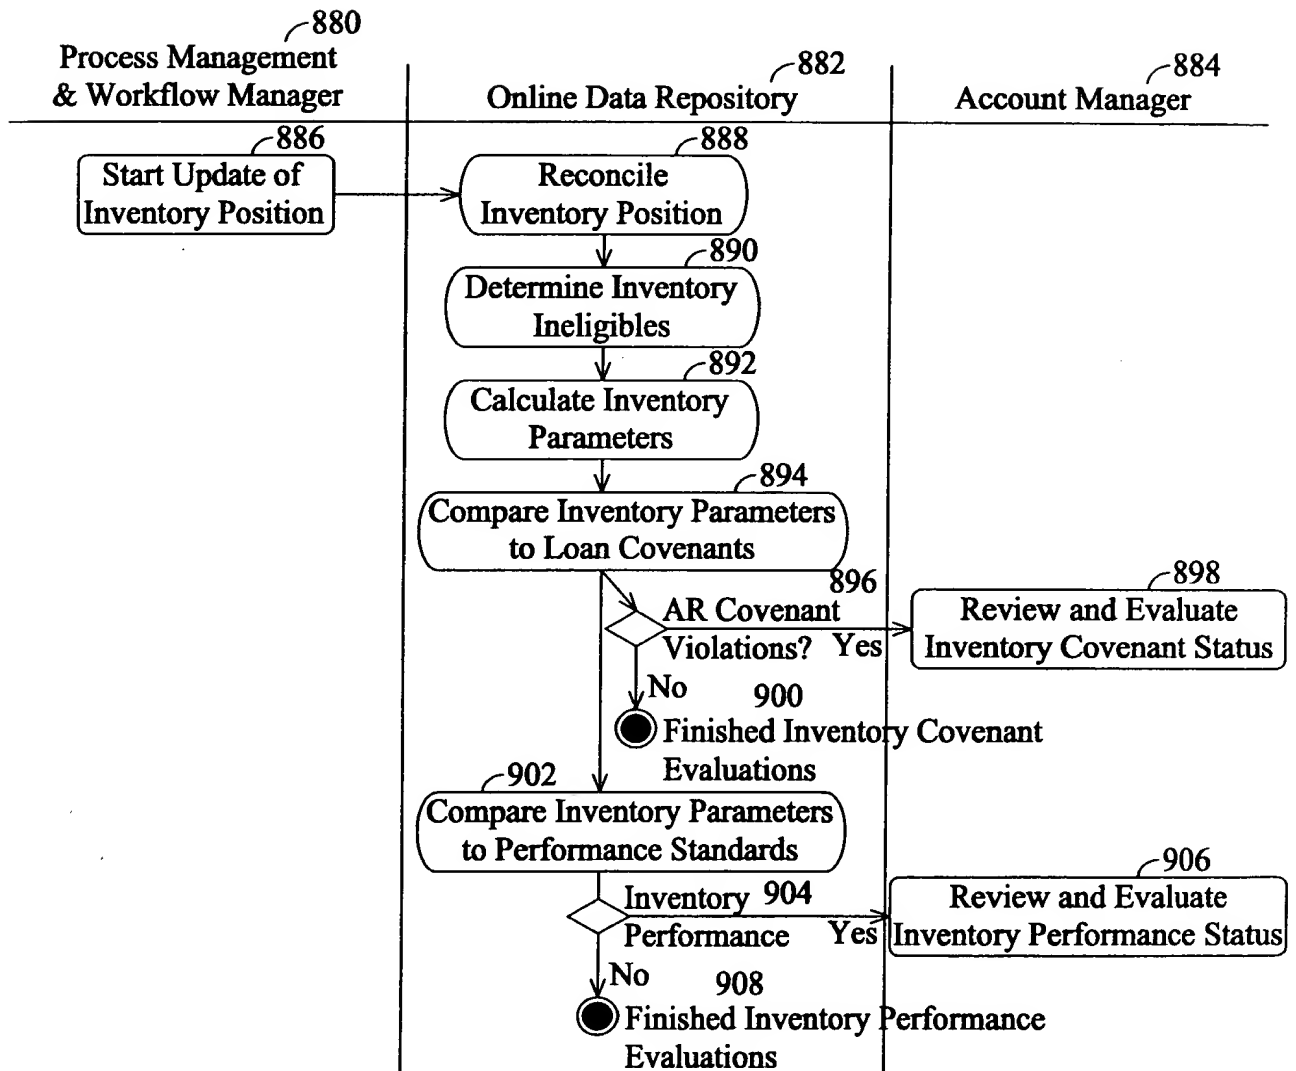 880
Process Management
& Workflow Manager
882
Online Data Repository
884
Account Manager
886
Start Update of
Inventory Position
888
Reconcile
Inventory Position
890
Determine Inventory
Ineligibles
892
Calculate Inventory
Parameters
894
Compare Inventory Parameters
to Loan Covenants
896
AR Covenant
Violations? Yes
898
Review and Evaluate
Inventory Covenant Status
No
900
Finished Inventory Covenant
Evaluations
902
Compare Inventory Parameters
to Performance Standards
Inventory 904
Performance Yes
906
Review and Evaluate
Inventory Performance Status
No
908
Finished Inventory Performance
Evaluations